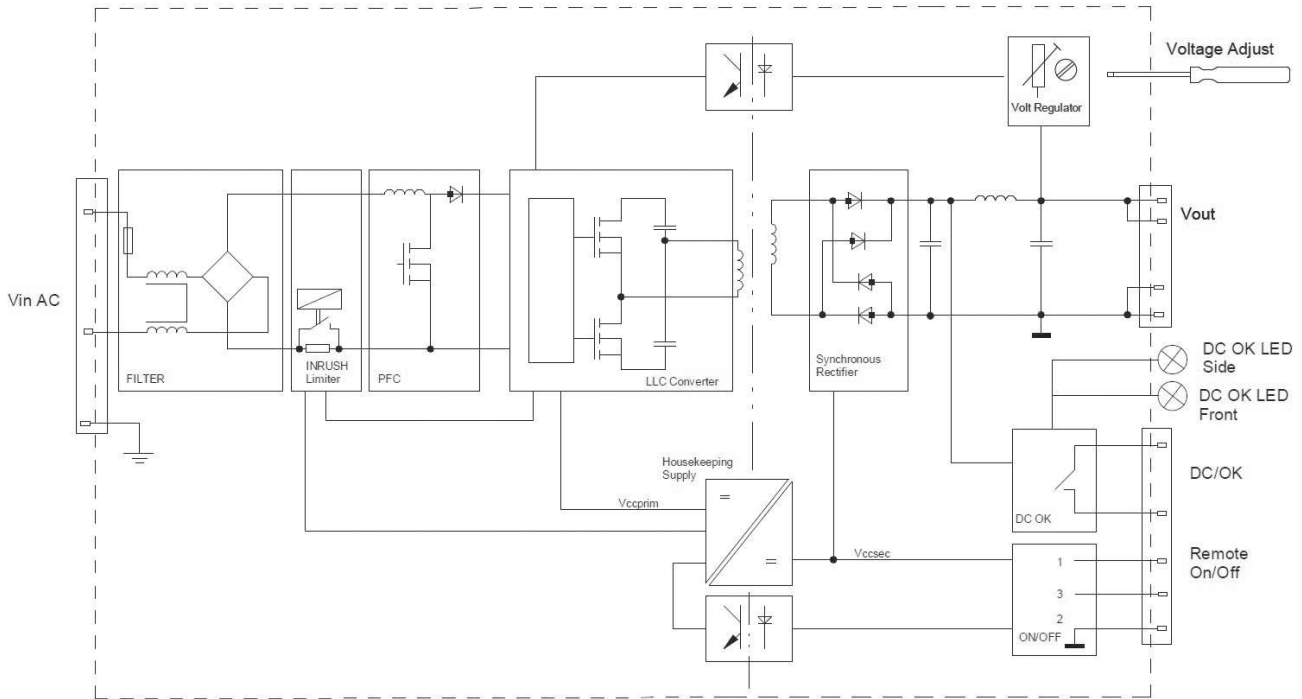 Voltage Adjust
Volt Regulator
Vin AC
FILTER
INRUSH
Limiter
PFC
LLC Converter
Synchronous
Rectifier
Vout
DC OK LED
Side
DC OK LED
Front
Housekeeping
Supply
Vccprim
Vccsec
DC OK
DC/OK
1
3
2
ON/OFF
Remote
On/Off